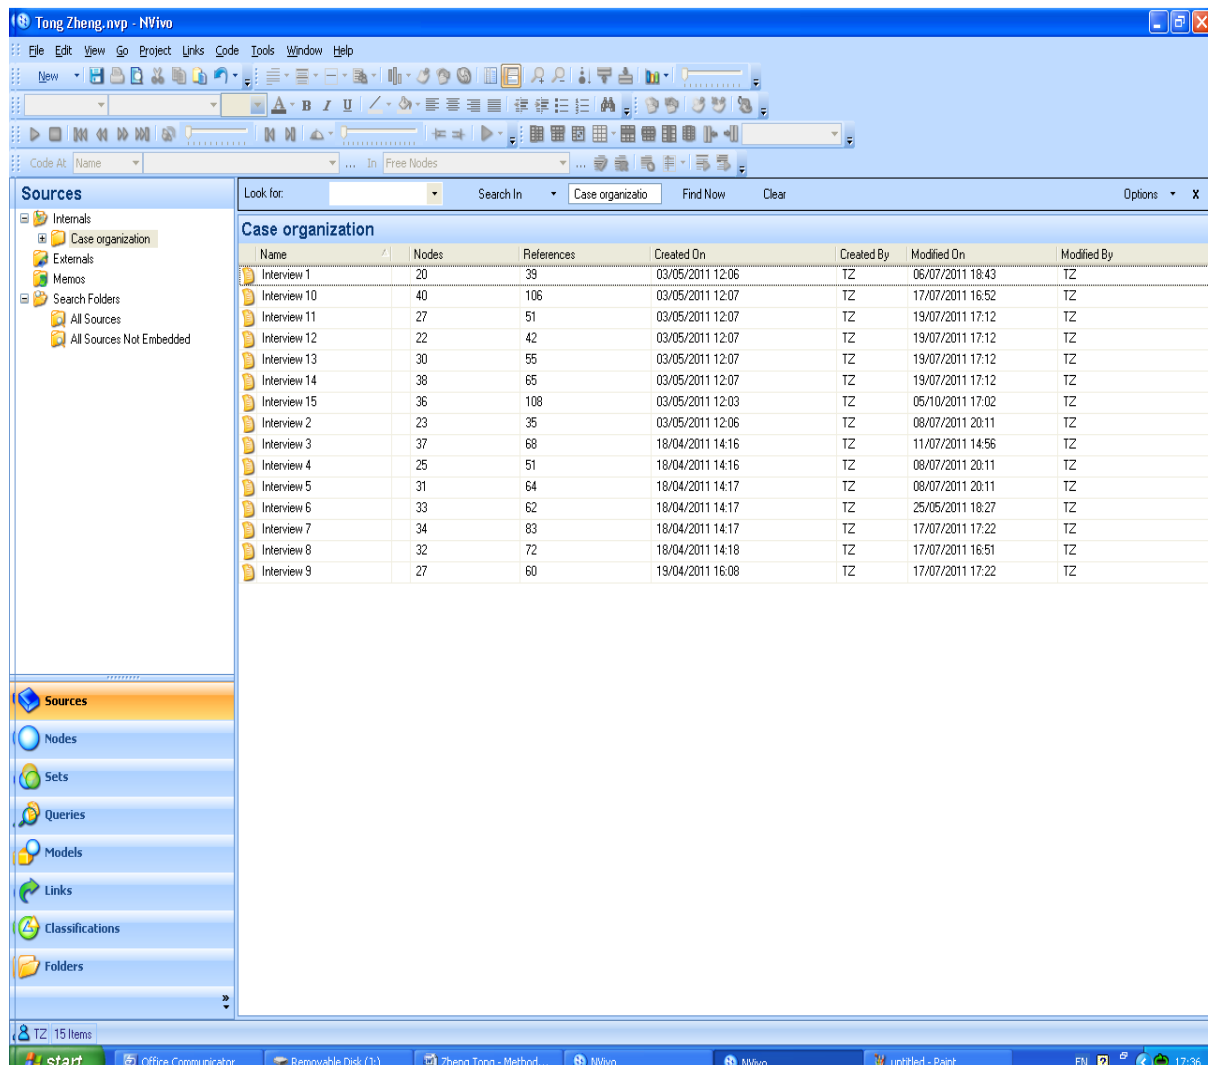 Tong Zheng.nvp - NVivo
File Edit View Go Project Links Code Tools Window Help
New
Code At Name ... In Free Nodes ...
Sources
Look for: Search In Case organizatio Find Now Clear Options x
Internals
Case organization
Externals
Memos
Search Folders
All Sources
All Sources Not Embedded
Case organization
Name Nodes References Created On Created By Modified On Modified By
Interview 1 20 39 03/05/2011 12:06 TZ 06/07/2011 18:43 TZ
Interview 10 40 106 03/05/2011 12:07 TZ 17/07/2011 16:52 TZ
Interview 11 27 51 03/05/2011 12:07 TZ 19/07/2011 17:12 TZ
Interview 12 22 42 03/05/2011 12:07 TZ 19/07/2011 17:12 TZ
Interview 13 30 55 03/05/2011 12:07 TZ 19/07/2011 17:12 TZ
Interview 14 38 65 03/05/2011 12:07 TZ 19/07/2011 17:12 TZ
Interview 15 36 108 03/05/2011 12:03 TZ 05/10/2011 17:02 TZ
Interview 2 23 35 03/05/2011 12:06 TZ 08/07/2011 20:11 TZ
Interview 3 37 68 18/04/2011 14:16 TZ 11/07/2011 14:56 TZ
Interview 4 25 51 18/04/2011 14:16 TZ 08/07/2011 20:11 TZ
Interview 5 31 64 18/04/2011 14:17 TZ 08/07/2011 20:11 TZ
Interview 6 33 62 18/04/2011 14:17 TZ 25/05/2011 18:27 TZ
Interview 7 34 83 18/04/2011 14:17 TZ 17/07/2011 17:22 TZ
Interview 8 32 72 18/04/2011 14:18 TZ 17/07/2011 16:51 TZ
Interview 9 27 60 19/04/2011 16:08 TZ 17/07/2011 17:22 TZ
Sources
Nodes
Sets
Queries
Models
Links
Classifications
Folders
TZ 15 Items
start Office Communicator Removable Disk (J:) Zheng Tong - Method... NVivo NVivo untitled - Paint EN 17:36